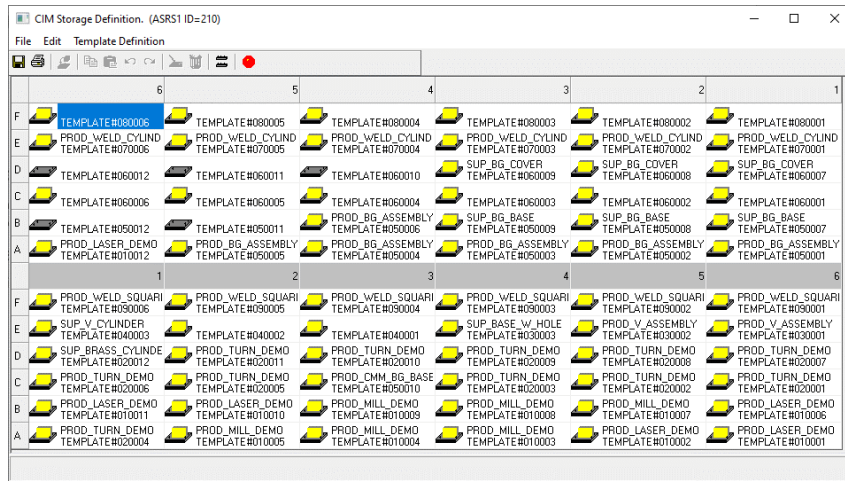 CIM Storage Definition. (ASRS1 ID=210)
File Edit Template Definition
6 5 4 3 2 1
F TEMPLATE#080006 TEMPLATE#080005 TEMPLATE#080004 TEMPLATE#080003 TEMPLATE#080002 TEMPLATE#080001
E PROD_WELD_CYLIND PROD_WELD_CYLIND PROD_WELD_CYLIND PROD_WELD_CYLIND PROD_WELD_CYLIND PROD_WELD_CYLIND
TEMPLATE#070006 TEMPLATE#070005 TEMPLATE#070004 TEMPLATE#070003 TEMPLATE#070002 TEMPLATE#070001
D SUP_BG_COVER SUP_BG_COVER SUP_BG_COVER
TEMPLATE#060012 TEMPLATE#060011 TEMPLATE#060010 TEMPLATE#060009 TEMPLATE#060008 TEMPLATE#060007
C TEMPLATE#060006 TEMPLATE#060005 TEMPLATE#060004 TEMPLATE#060003 TEMPLATE#060002 TEMPLATE#060001
B PROD_BG_ASSEMBLY SUP_BG_BASE SUP_BG_BASE SUP_BG_BASE
TEMPLATE#050012 TEMPLATE#050011 TEMPLATE#050006 TEMPLATE#050009 TEMPLATE#050008 TEMPLATE#050007
A PROD_LASER_DEMO PROD_BG_ASSEMBLY PROD_BG_ASSEMBLY PROD_BG_ASSEMBLY PROD_BG_ASSEMBLY PROD_BG_ASSEMBLY
TEMPLATE#010012 TEMPLATE#050005 TEMPLATE#050004 TEMPLATE#050003 TEMPLATE#050002 TEMPLATE#050001
1 2 3 4 5 6
F PROD_WELD_SQUARI PROD_WELD_SQUARI PROD_WELD_SQUARI PROD_WELD_SQUARI PROD_WELD_SQUARI PROD_WELD_SQUARI
TEMPLATE#090006 TEMPLATE#090005 TEMPLATE#090004 TEMPLATE#090003 TEMPLATE#090002 TEMPLATE#090001
E SUP_V_CYLINDER SUP_BASE_W_HOLE PROD_V_ASSEMBLY PROD_V_ASSEMBLY
TEMPLATE#040003 TEMPLATE#040002 TEMPLATE#040001 TEMPLATE#030003 TEMPLATE#030002 TEMPLATE#030001
D SUP_BRASS_CYLINDE PROD_TURN_DEMO PROD_TURN_DEMO PROD_TURN_DEMO PROD_TURN_DEMO PROD_TURN_DEMO
TEMPLATE#020012 TEMPLATE#020011 TEMPLATE#020010 TEMPLATE#020009 TEMPLATE#020008 TEMPLATE#020007
C PROD_TURN_DEMO PROD_TURN_DEMO PROD_CMM_BG_BASE PROD_TURN_DEMO PROD_TURN_DEMO PROD_TURN_DEMO
TEMPLATE#020006 TEMPLATE#020005 TEMPLATE#050010 TEMPLATE#020003 TEMPLATE#020002 TEMPLATE#020001
B PROD_LASER_DEMO PROD_LASER_DEMO PROD_MILL_DEMO PROD_MILL_DEMO PROD_MILL_DEMO PROD_LASER_DEMO
TEMPLATE#010011 TEMPLATE#010010 TEMPLATE#010009 TEMPLATE#010008 TEMPLATE#010007 TEMPLATE#010006
A PROD_TURN_DEMO PROD_MILL_DEMO PROD_MILL_DEMO PROD_MILL_DEMO PROD_LASER_DEMO PROD_LASER_DEMO
TEMPLATE#020004 TEMPLATE#010005 TEMPLATE#010004 TEMPLATE#010003 TEMPLATE#010002 TEMPLATE#010001